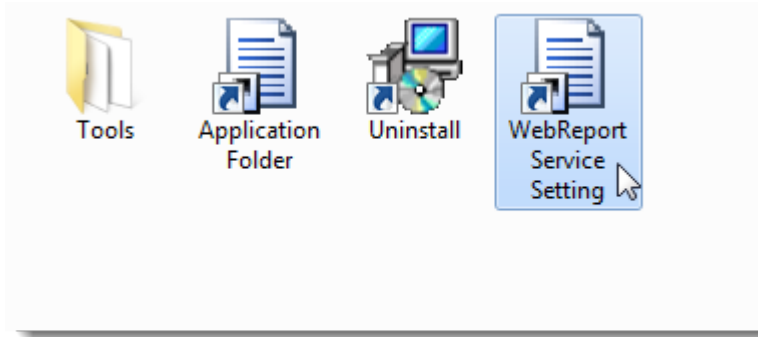 Tools
Application
Folder
Uninstall
WebReport
Service
Setting